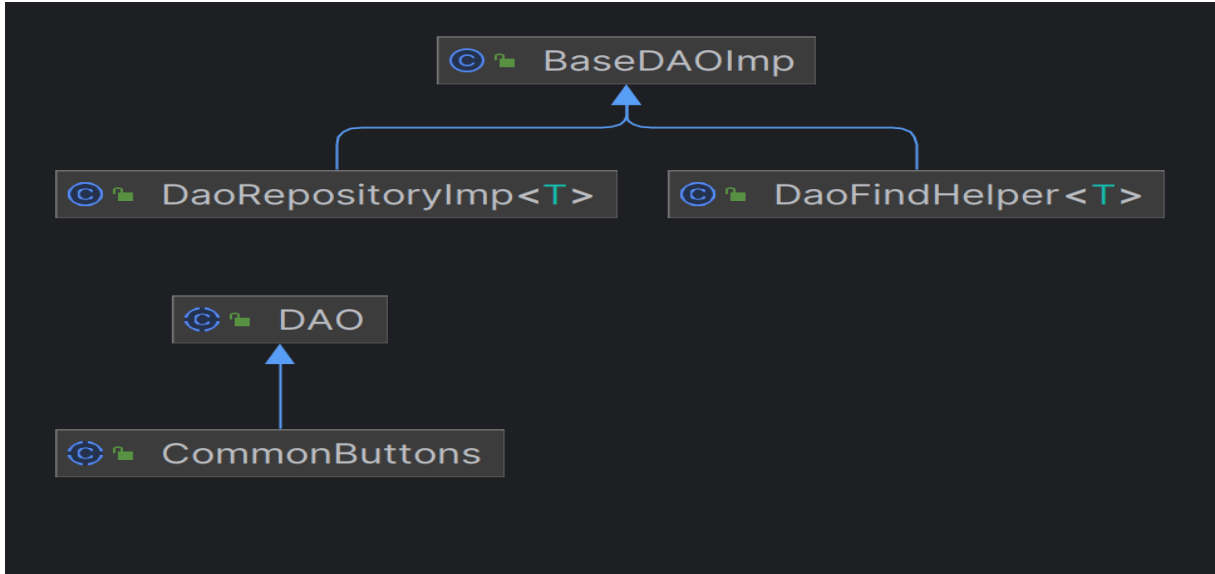 BaseDAOImp
DaoRepositoryImp<T>
DaoFindHelper<T>
DAO
CommonButtons